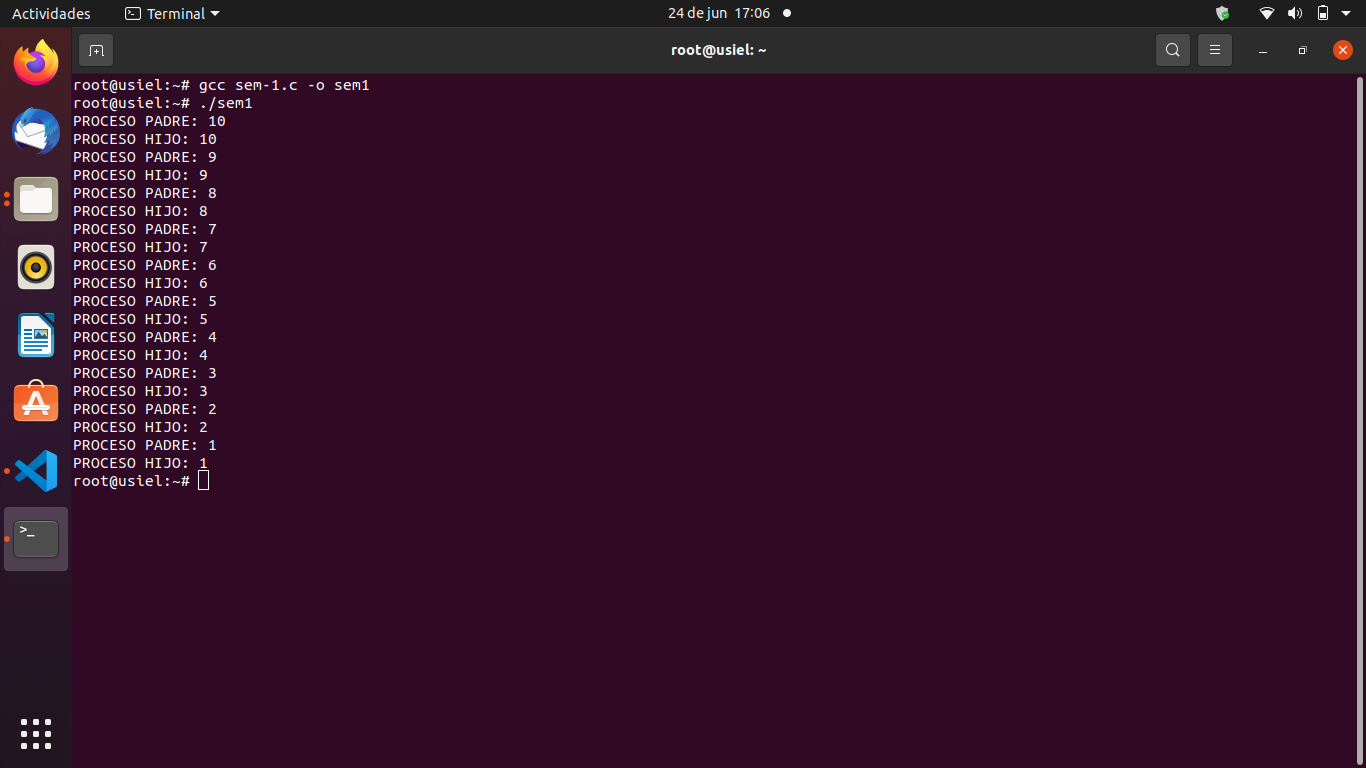 Actividades
Terminal
24 de jun 17:06
root@usiel: ~
root@usiel:~# gcc sem-1.c -o sem1
root@usiel:~# ./sem1
PROCESO PADRE: 10
PROCESO HIJO: 10
PROCESO PADRE: 9
PROCESO HIJO: 9
PROCESO PADRE: 8
PROCESO HIJO: 8
PROCESO PADRE: 7
PROCESO HIJO: 7
PROCESO PADRE: 6
PROCESO HIJO: 6
PROCESO PADRE: 5
PROCESO HIJO: 5
PROCESO PADRE: 4
PROCESO HIJO: 4
PROCESO PADRE: 3
PROCESO HIJO: 3
PROCESO PADRE: 2
PROCESO HIJO: 2
PROCESO PADRE: 1
PROCESO HIJO: 1
root@usiel:~#